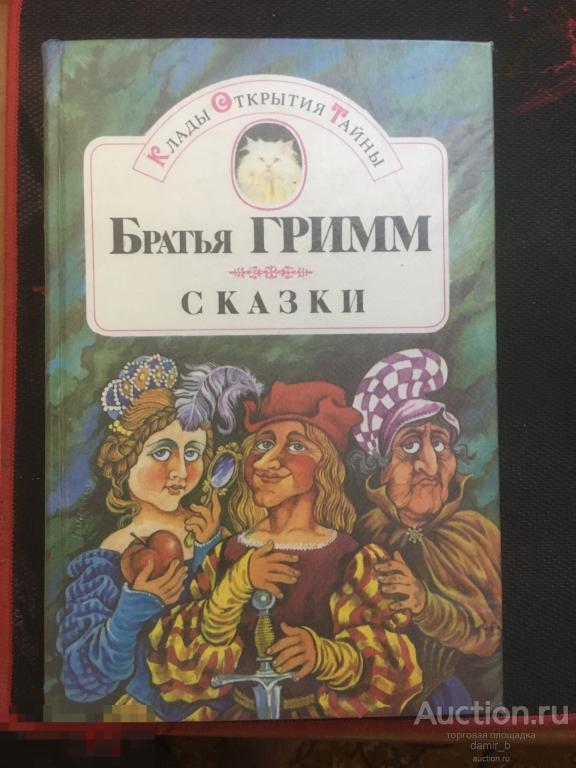 Клады Открытия Тайны
Братья ГРИММ
СКАЗКИ
Auction.ru
торговая площадка
damir_b
auction.ru